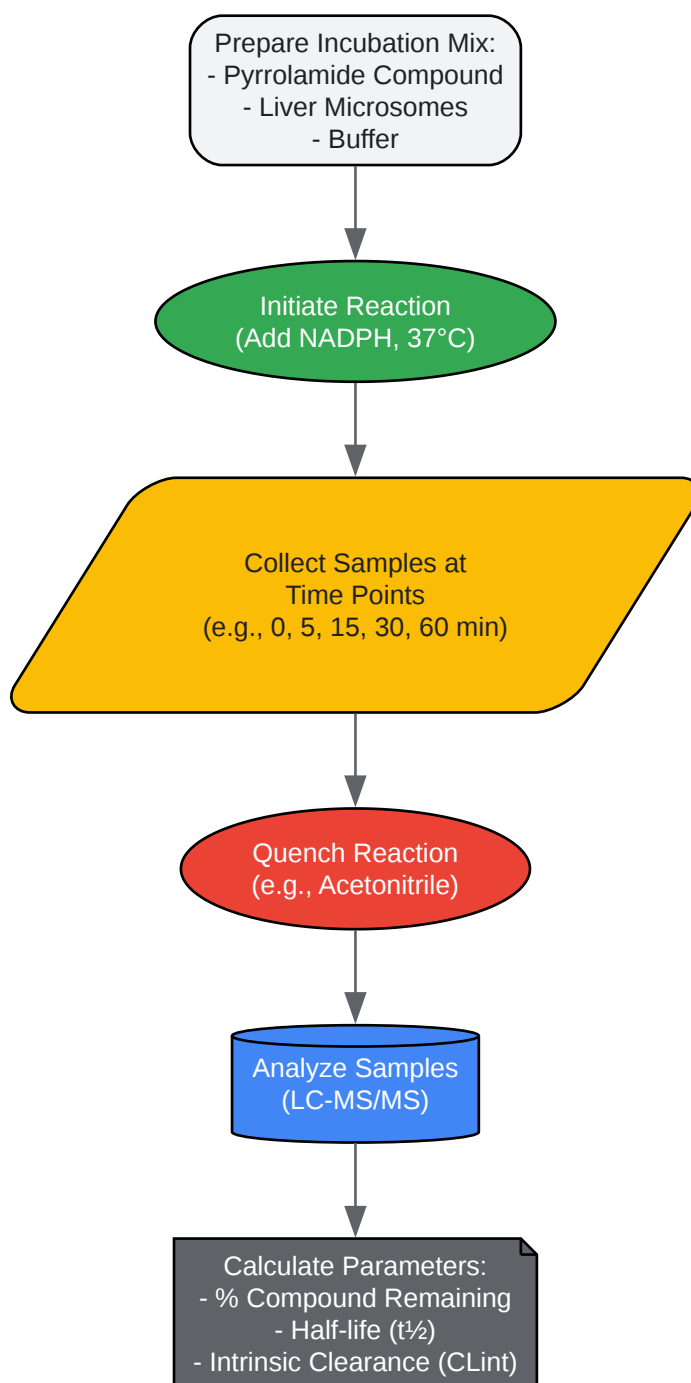 Prepare Incubation Mix:
- Pyrrolamide Compound
- Liver Microsomes
- Buffer
Initiate Reaction
(Add NADPH, 37°C)
Collect Samples at
Time Points
(e.g., 0, 5, 15, 30, 60 min)
Quench Reaction
(e.g., Acetonitrile)
Analyze Samples
(LC-MS/MS)
Calculate Parameters:
- % Compound Remaining
- Half-life (t½)
- Intrinsic Clearance (CLint)